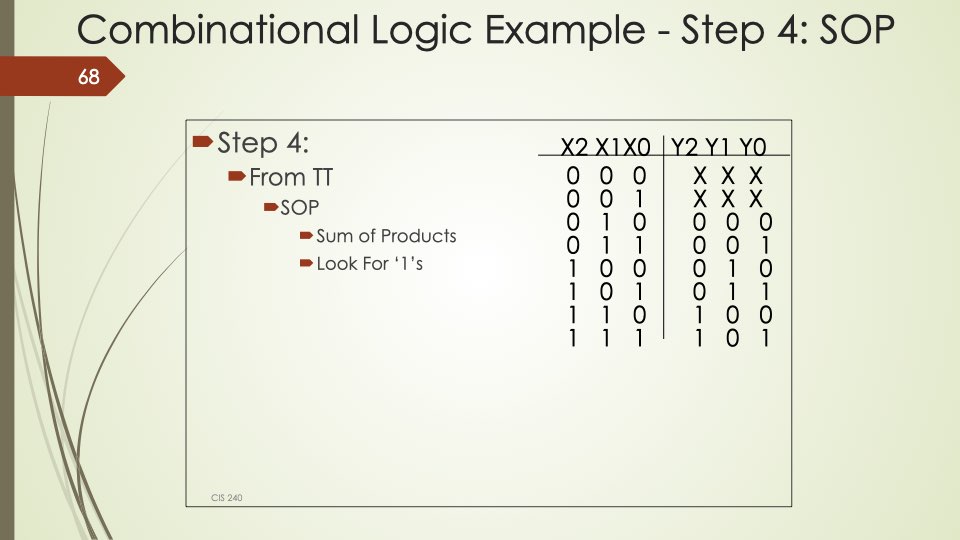 Combinational Logic Example - Step 4: SOP
68
Step 4:
From TT
SOP
Sum of Products
Look For ‘1’s
X2 X1X0 Y2 Y1 Y0
0 0 0 X X X
0 0 1 X X X
0 1 0 0 0 0
0 1 1 0 0 1
1 0 0 0 1 0
1 0 1 0 1 1
1 1 0 1 0 0
1 1 1 1 0 1
CIS 240